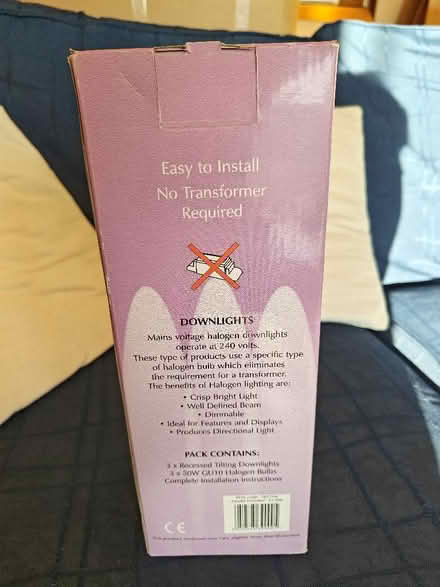 Easy to Install
No Transformer
Required
DOWNLIGHTS
Mains voltage halogen downlights
operate at 240 volts.
These type of products use a specific type
of halogen bulb which eliminates
the requirement for a transformer.
The benefits of Halogen lighting are:
• Crisp Bright Light
• Well Defined Beam
• Dimmable
• Ideal for Features and Displays
• Produces Directional Light
PACK CONTAINS:
3 x Recessed Tilting Downlights
3 x 50W GU10 Halogen Bulbs
Complete Installation Instructions
CE